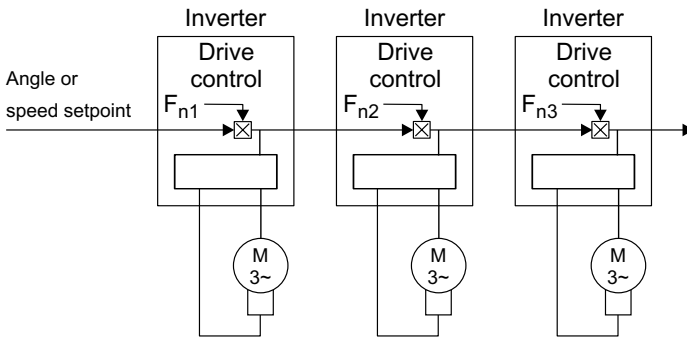 Inverter
Inverter
Inverter
Drive
control
Drive
control
Drive
control
Angle or
speed setpoint
Fn1
Fn2
Fn3
M
3~
M
3~
M
3~